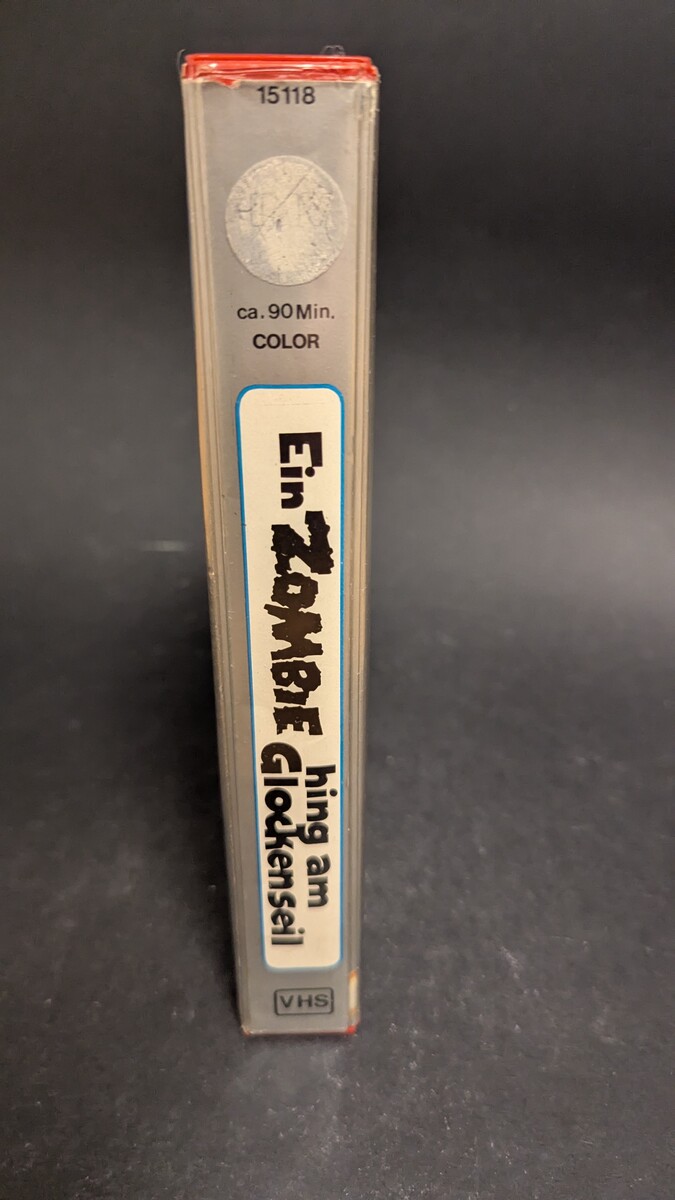 15118
ca. 90 Min.
COLOR
Ein ZOMBIE
hing am
Glockenseil
VHS